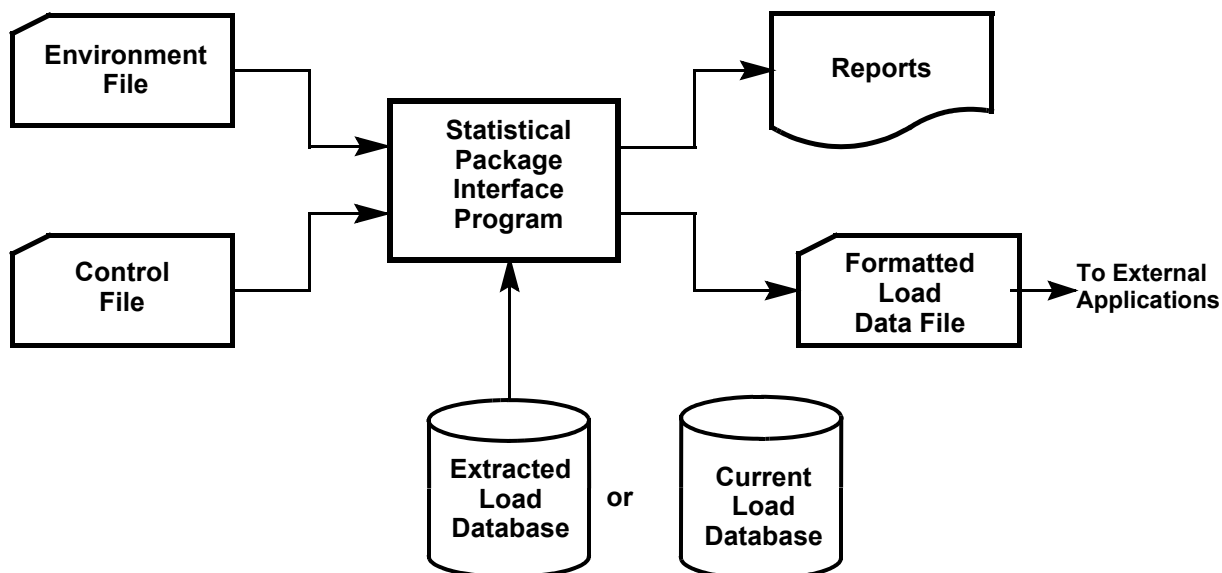 Environment
File
Statistical
Package
Interface
Program
Reports
Control
File
Formatted
Load
Data File
To External
Applications
Extracted
Load
Database
or
Current
Load
Database